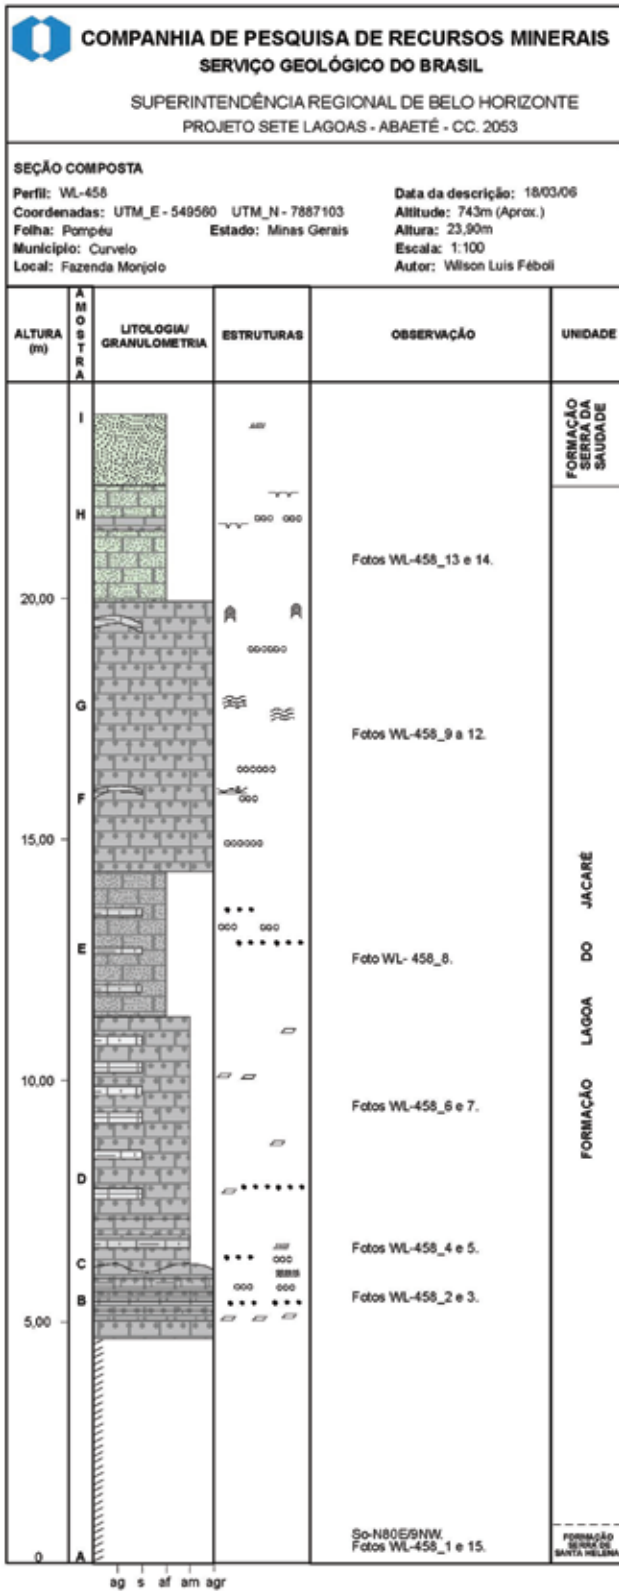 COMPANHIA DE PESQUISA DE RECURSOS MINERAIS
SERVIÇO GEOLÓGICO DO BRASIL
SUPERINTENDÊNCIA REGIONAL DE BELO HORIZONTE
PROJETO SETE LAGOAS - ABAETÉ - CC. 2053
SEÇÃO COMPOSTA
Perfil: WL-458
Data da descrição: 18/03/06
Coordenadas: UTM_E - 549560 UTM_N - 7887103
Altitude: 743m (Aprox.)
Folha: Pompéu Estado: Minas Gerais
Altura: 23,90m
Município: Curvelo
Escala: 1:100
Local: Fazenda Monjolo
Autor: Wilson Luis Féboli
ALTURA (m)
AMOSTRA
LITOLOGIA/
GRANULOMETRIA
ESTRUTURAS
OBSERVAÇÃO
UNIDADE
I
FORMAÇÃO
SERRA DA
SAUDADE
H
Fotos WL-458_13 e 14.
20,00
G
Fotos WL-458_9 a 12.
F
15,00
E
Foto WL- 458_8.
FORMAÇÃO LAGOA DO JACARÉ
10,00
Fotos WL-458_6 e 7.
D
Fotos WL-458_4 e 5.
C
B
Fotos WL-458_2 e 3.
5,00
So-N80E/9NW.
Fotos WL-458_1 e 15.
FORMAÇÃO
SERRA DE
SANTA HELENA
0
A
ag s af am agr